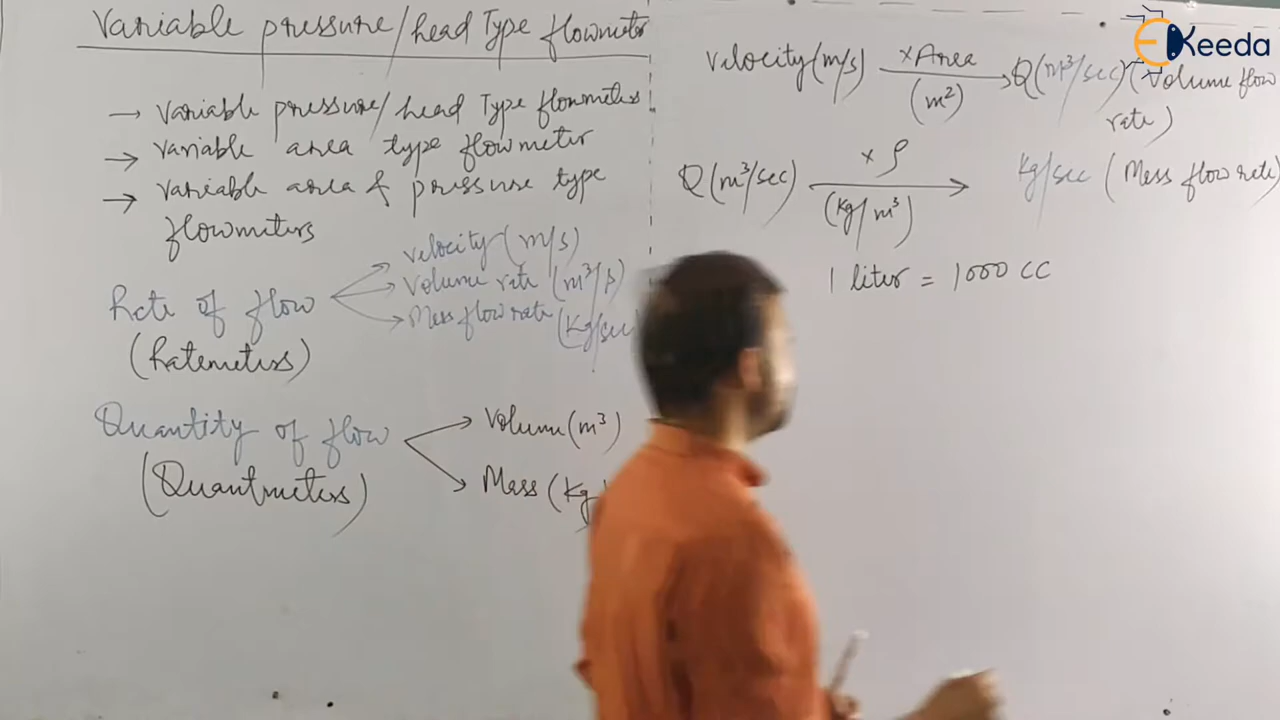 Variable pressure/head Type flowmeter
→ Variable pressure/head Type flowmeters.
→ Variable area type flowmeter
→ Variable area & pressure type
flowmeters
Rate of flow
(Ratemeters)
velocity (m/s)
Volume rate (m³/s)
Mass flow rate (Kg/sec
Quantity of flow
(Quantmeters)
Volume (m³)
Mass (Kg)
Velocity (m/s) × Area (m²) → Q (m³/sec) (Volume flow
rate)
Q (m³/sec) × ρ (Kg/m³) → Kg/sec (Mass flow rate)
1 liter = 1000 CC
EKeeda